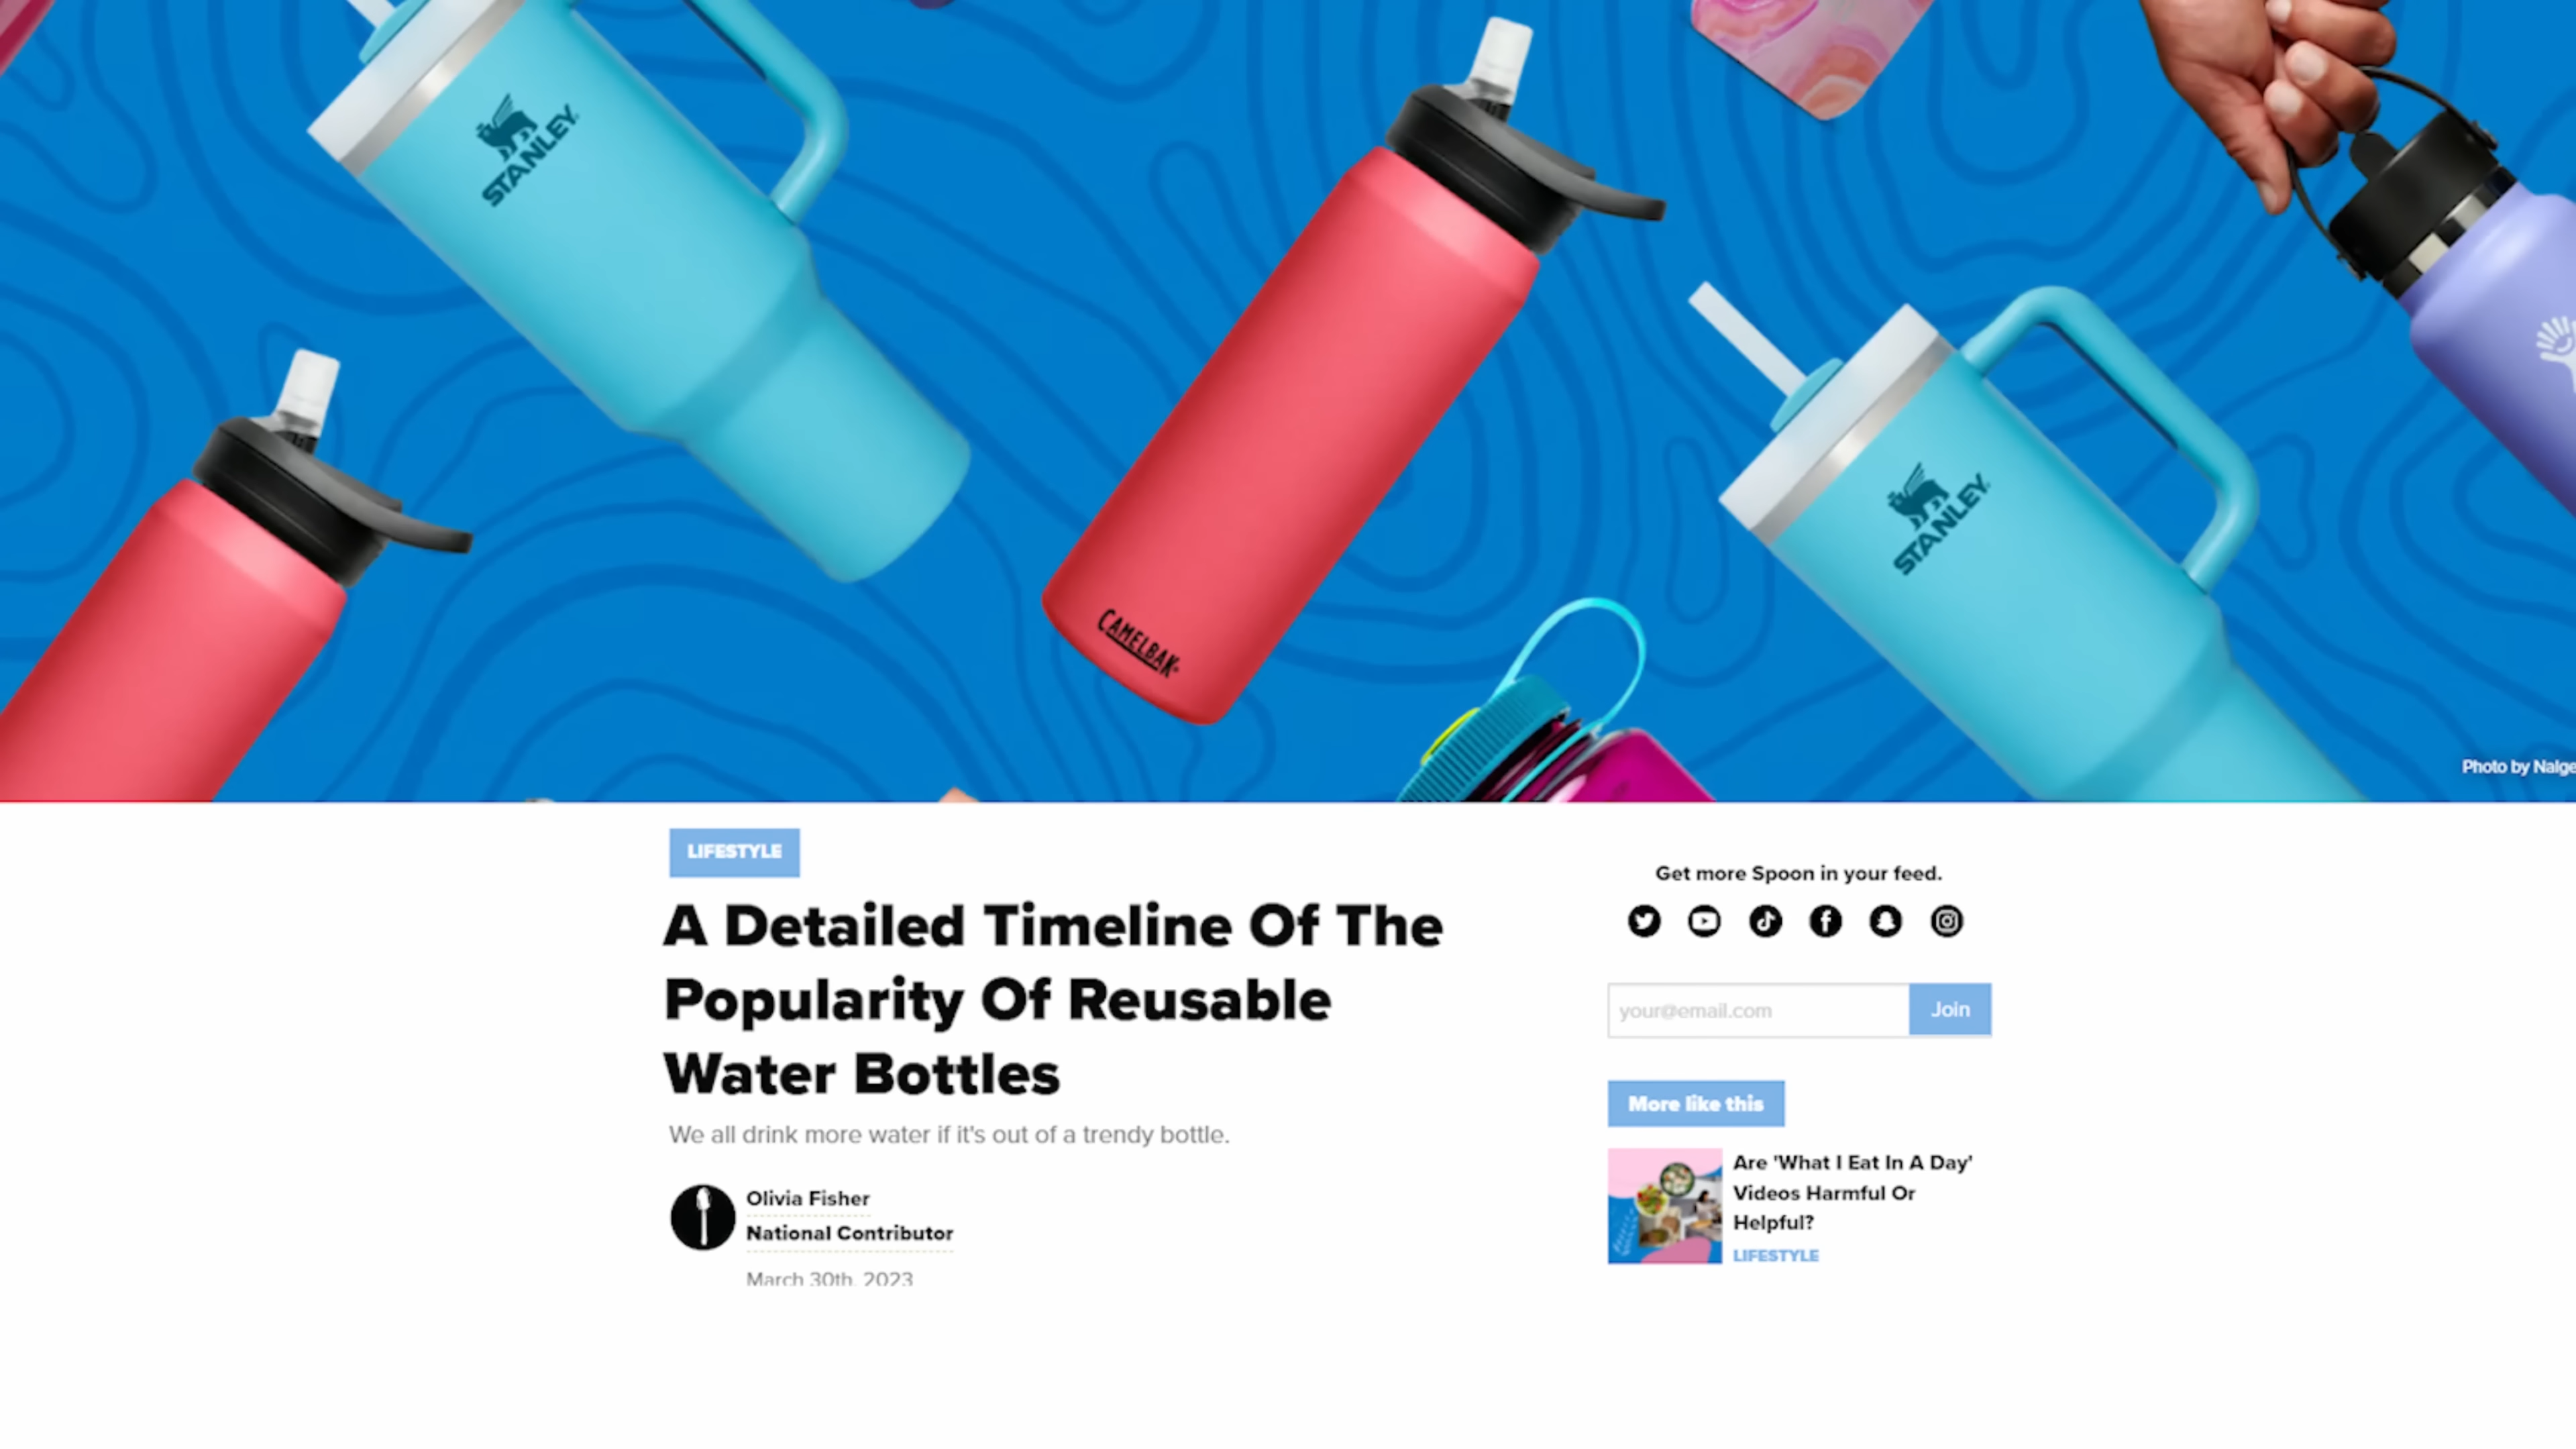 STANLEY
CAMELBAK
STANLEY
Photo by Nalge
LIFESTYLE
A Detailed Timeline Of The
Popularity Of Reusable
Water Bottles
We all drink more water if it's out of a trendy bottle.
Olivia Fisher
National Contributor
March 30th, 2023
Get more Spoon in your feed.
your@email.com
Join
More like this
Are 'What I Eat In A Day'
Videos Harmful Or
Helpful?
LIFESTYLE